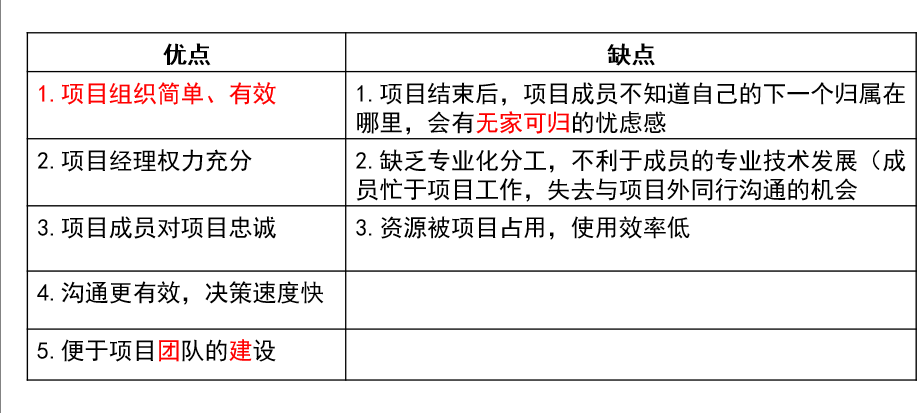 优点
缺点
1.项目组织简单、有效
1.项目结束后，项目成员不知道自己的下一个归属在
哪里，会有无家可归的忧虑感
2.项目经理权力充分
2.缺乏专业化分工，不利于成员的专业技术发展（成
员忙于项目工作，失去与项目外同行沟通的机会
3.项目成员对项目忠诚
3.资源被项目占用，使用效率低
4.沟通更有效，决策速度快
5.便于项目团队的建设